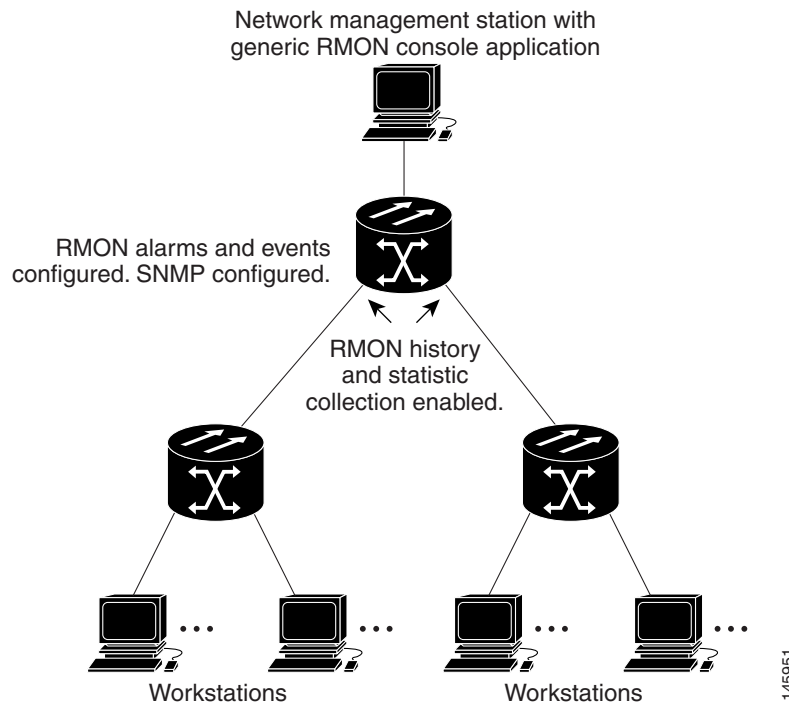 Network management station with
generic RMON console application
RMON alarms and events
configured. SNMP configured.
RMON history
and statistic
collection enabled.
Workstations
Workstations
145951